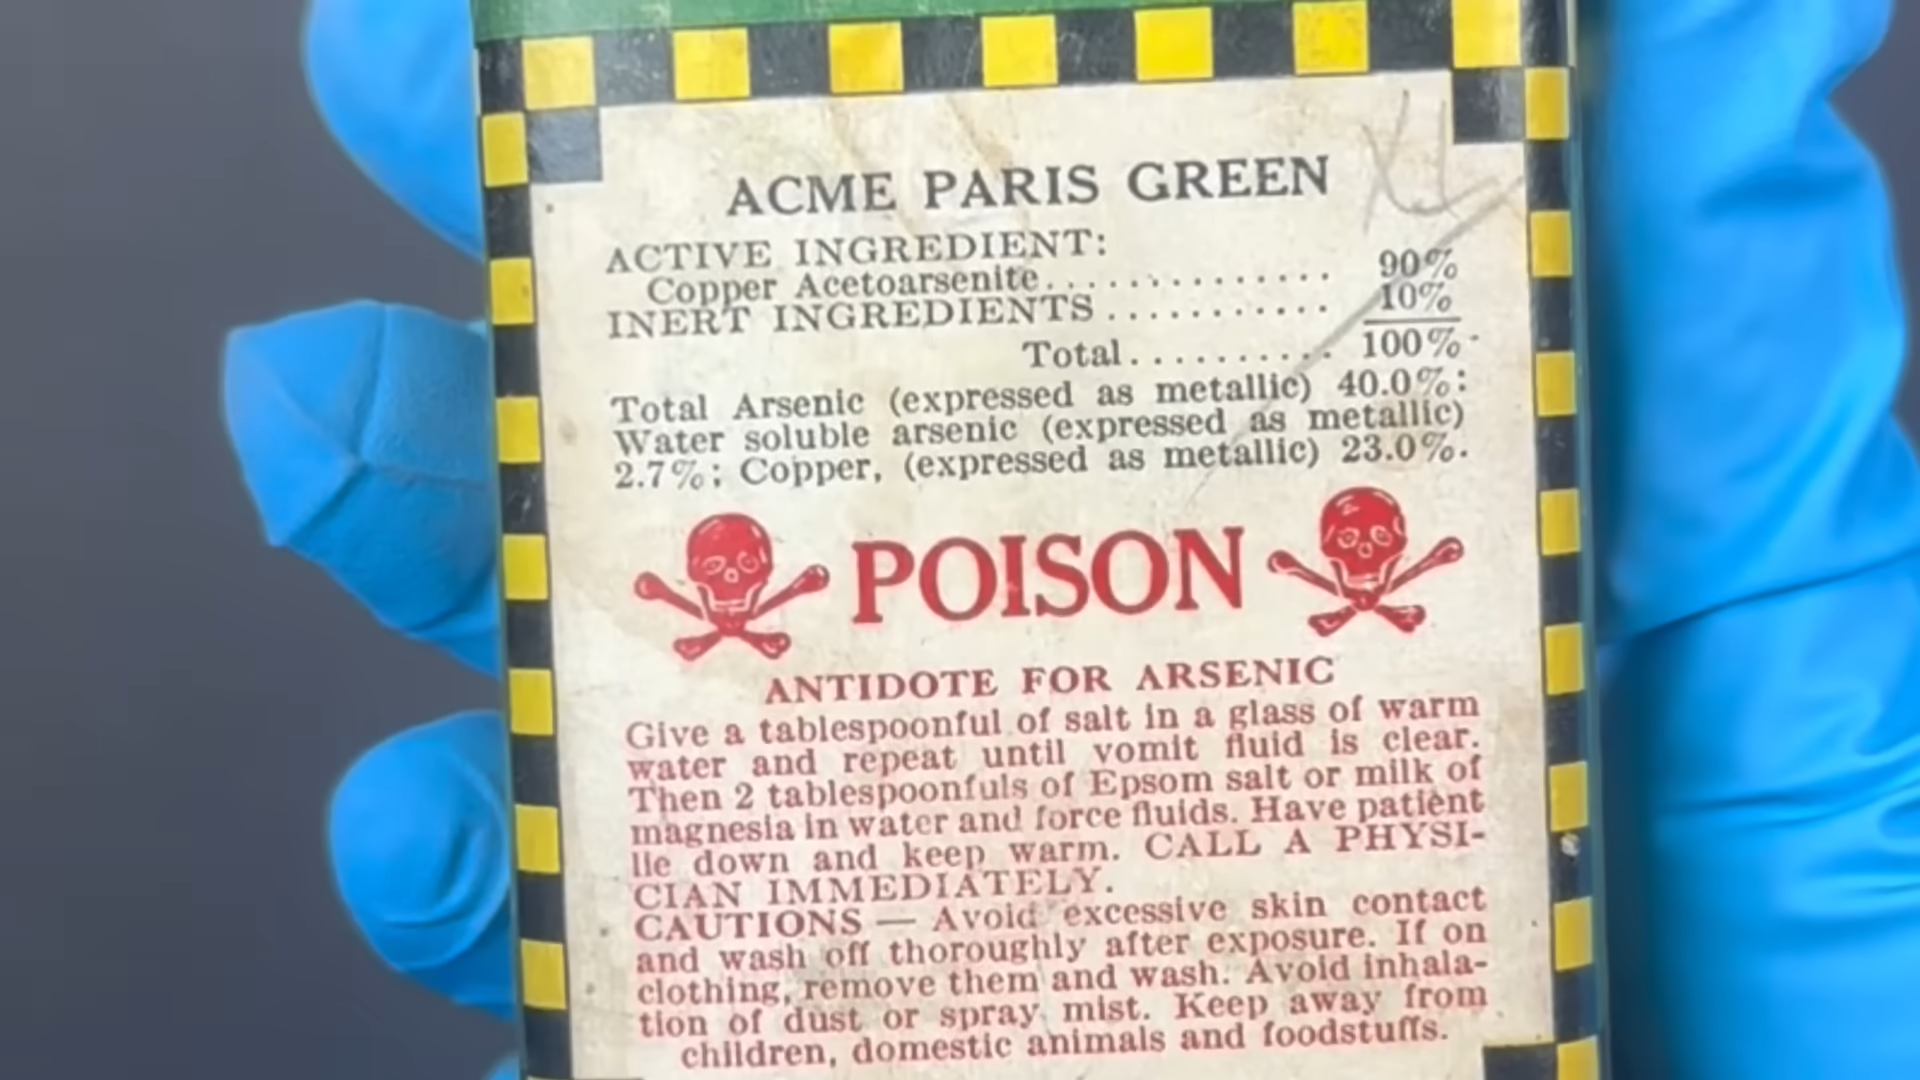 ACME PARIS GREEN
ACTIVE INGREDIENT:
Copper Acetoarsenite............. 90%
INERT INGREDIENTS........... 10%
Total.......... 100%
Total Arsenic (expressed as metallic) 40.0%:
Water soluble arsenic (expressed as metallic)
2.7%; Copper, (expressed as metallic) 23.0%.
POISON
ANTIDOTE FOR ARSENIC
Give a tablespoonful of salt in a glass of warm
water and repeat until vomit fluid is clear.
Then 2 tablespoonfuls of Epsom salt or milk of
magnesia in water and force fluids. Have patient
lie down and keep warm. CALL A PHYSI-
CIAN IMMEDIATELY.
CAUTIONS — Avoid excessive skin contact
and wash off thoroughly after exposure. If on
clothing, remove them and wash. Avoid inhala-
tion of dust or spray mist. Keep away from
children, domestic animals and foodstuffs.